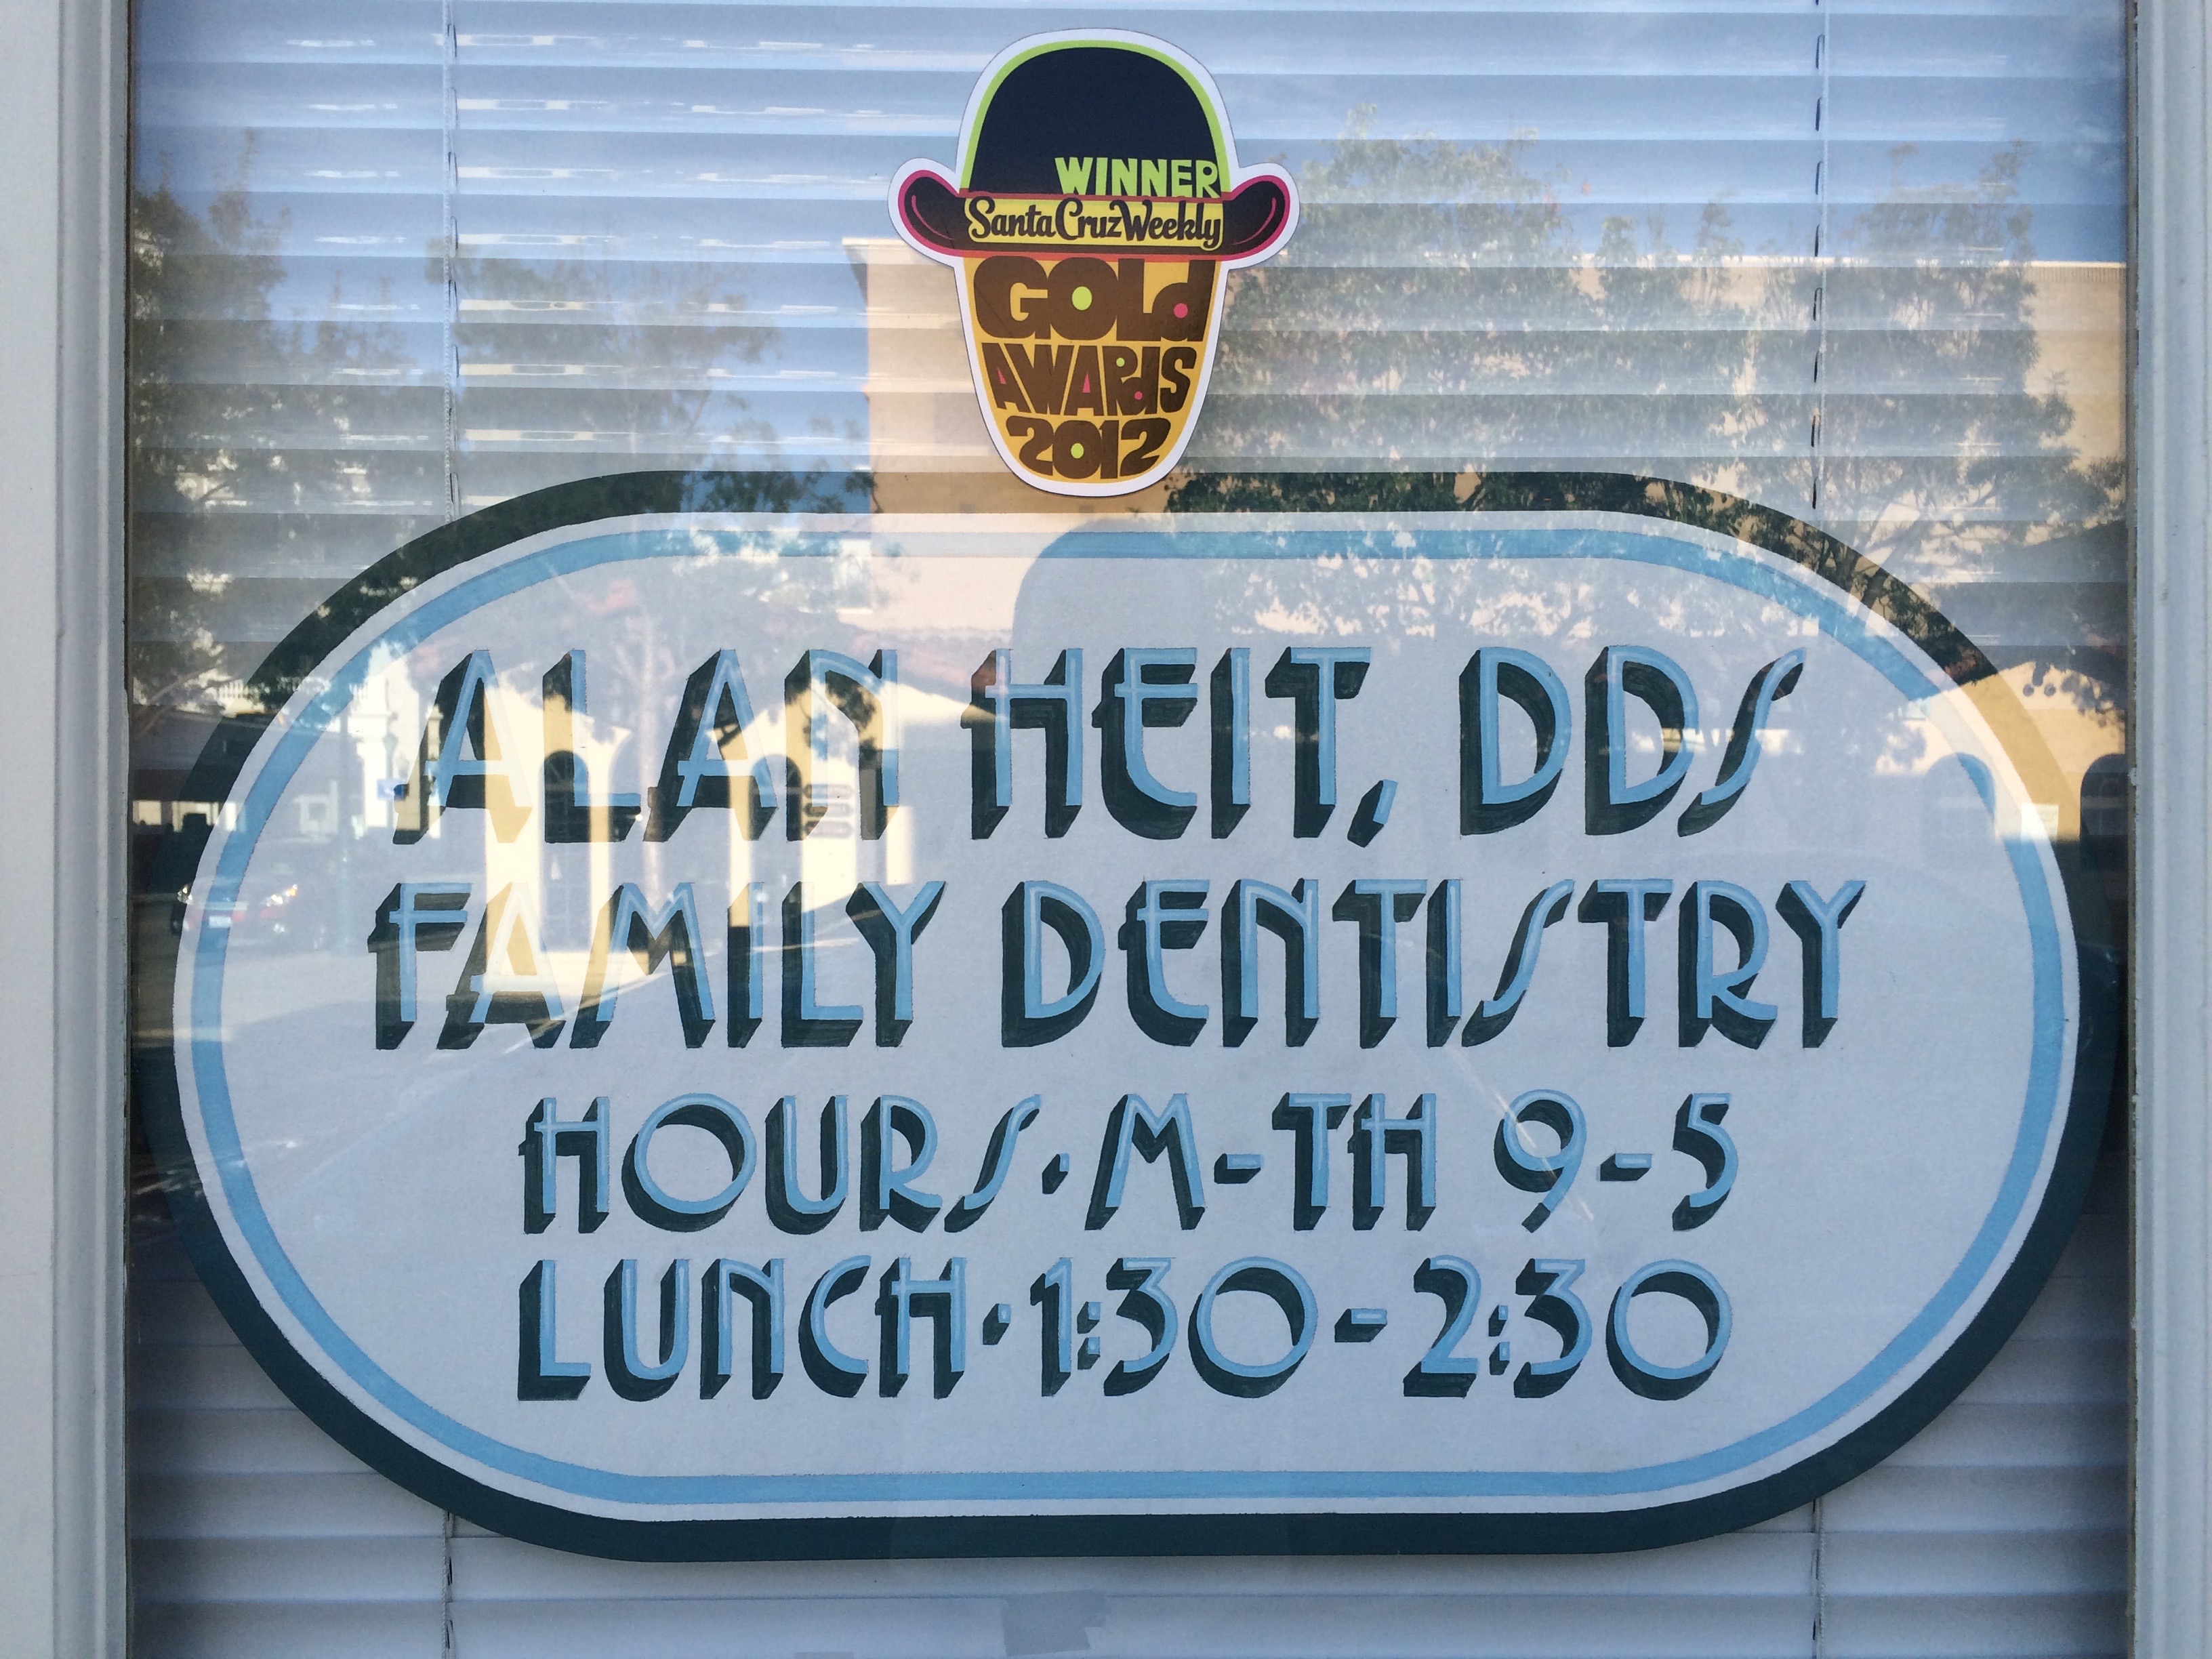 WINNER
Santa Cruz Weekly
GOLd
AWARdS
2012
ALAN HEIT, DDS
FAMILY DENTISTRY
HOURS · M-TH 9-5
LUNCH · 1:30-2:30